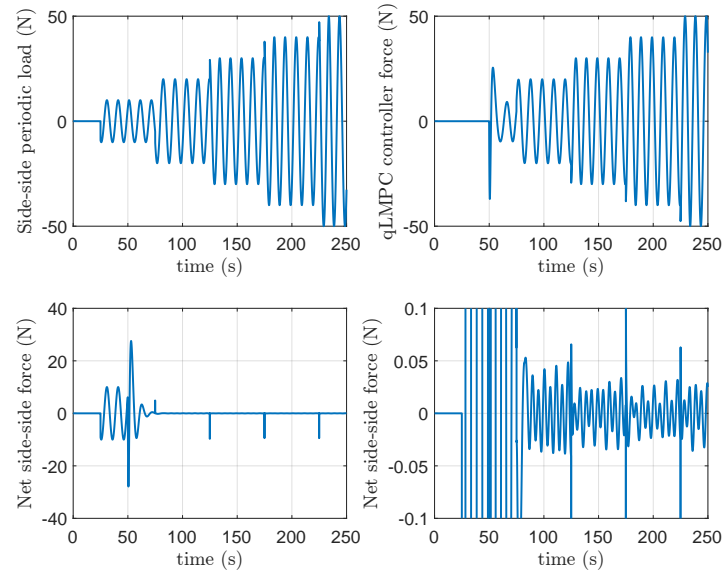 Side-side periodic load (N)
50
0
-50
0 50 100 150 200 250
time (s)
qLMPC controller force (N)
50
0
-50
0 50 100 150 200 250
time (s)
Net side-side force (N)
40
20
0
-20
-40
0 50 100 150 200 250
time (s)
Net side-side force (N)
0.1
0.05
0
-0.05
-0.1
0 50 100 150 200 250
time (s)